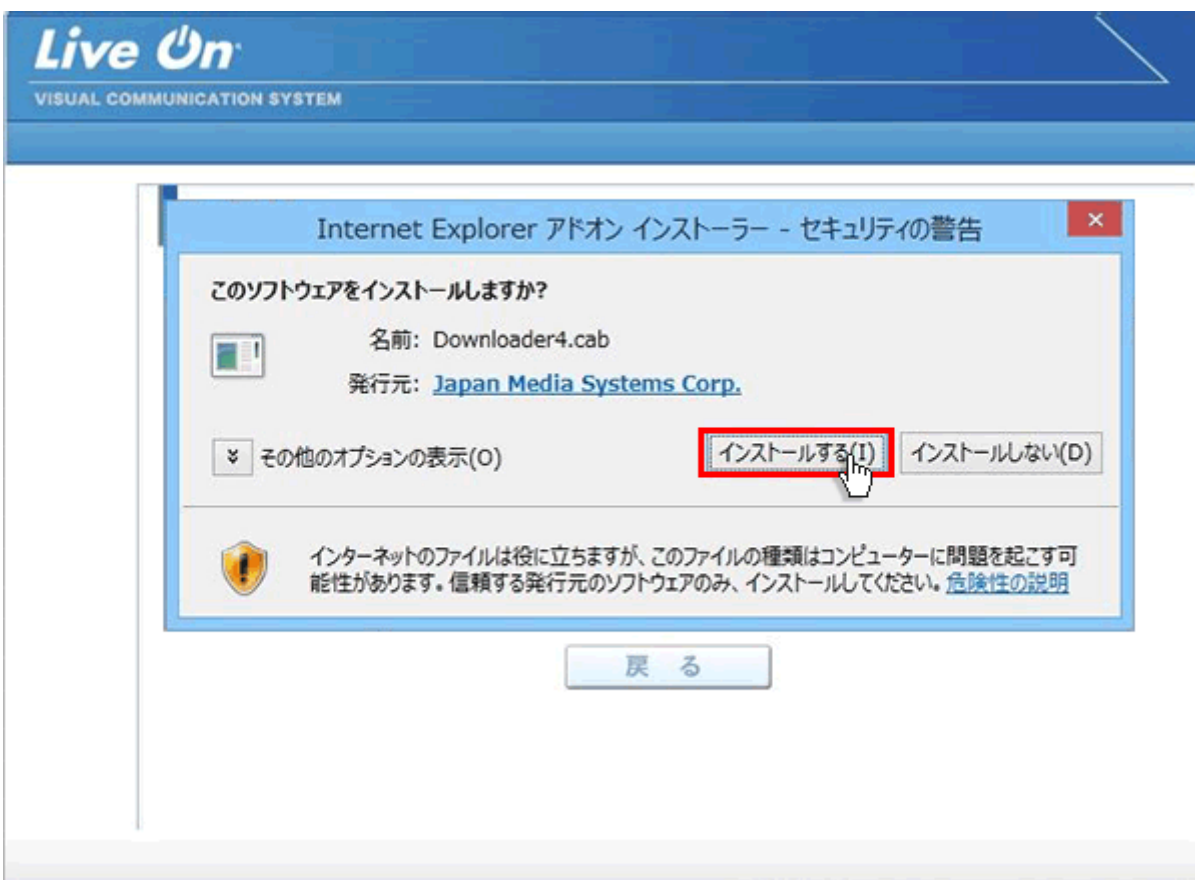 Live On
VISUAL COMMUNICATION SYSTEM
Internet Explorer アドオン インストーラー - セキュリティの警告
このソフトウェアをインストールしますか?
名前: Downloader4.cab
発行元: Japan Media Systems Corp.
その他のオプションの表示(O)
インストールする(I)
インストールしない(D)
インターネットのファイルは役に立ちますが、このファイルの種類はコンピューターに問題を起こす可
能性があります。信頼する発行元のソフトウェアのみ、インストールしてください。危険性の説明
戻 る